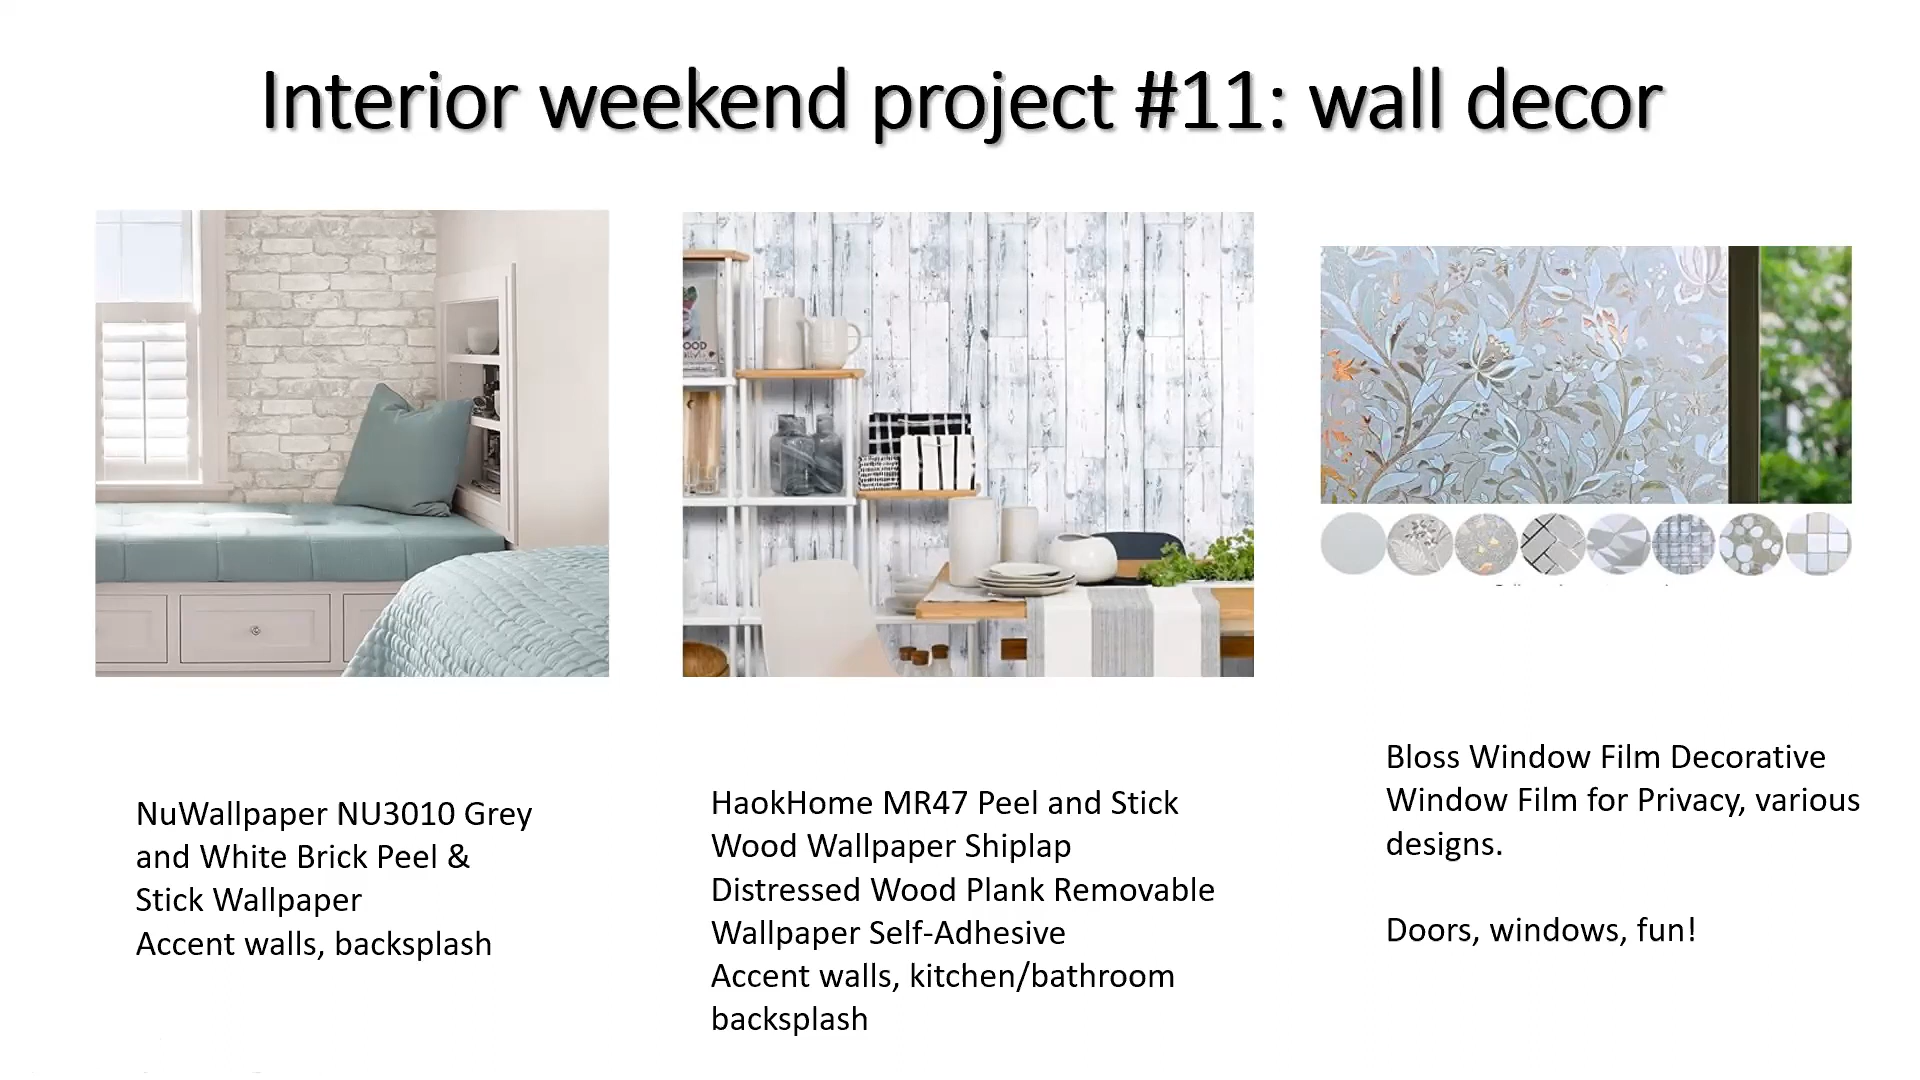 Interior weekend project #11: wall decor
OOD
NuWallpaper NU3010 Grey
and White Brick Peel &
Stick Wallpaper
Accent walls, backsplash
HaokHome MR47 Peel and Stick
Wood Wallpaper Shiplap
Distressed Wood Plank Removable
Wallpaper Self-Adhesive
Accent walls, kitchen/bathroom
backsplash
Bloss Window Film Decorative
Window Film for Privacy, various
designs.
Doors, windows, fun!